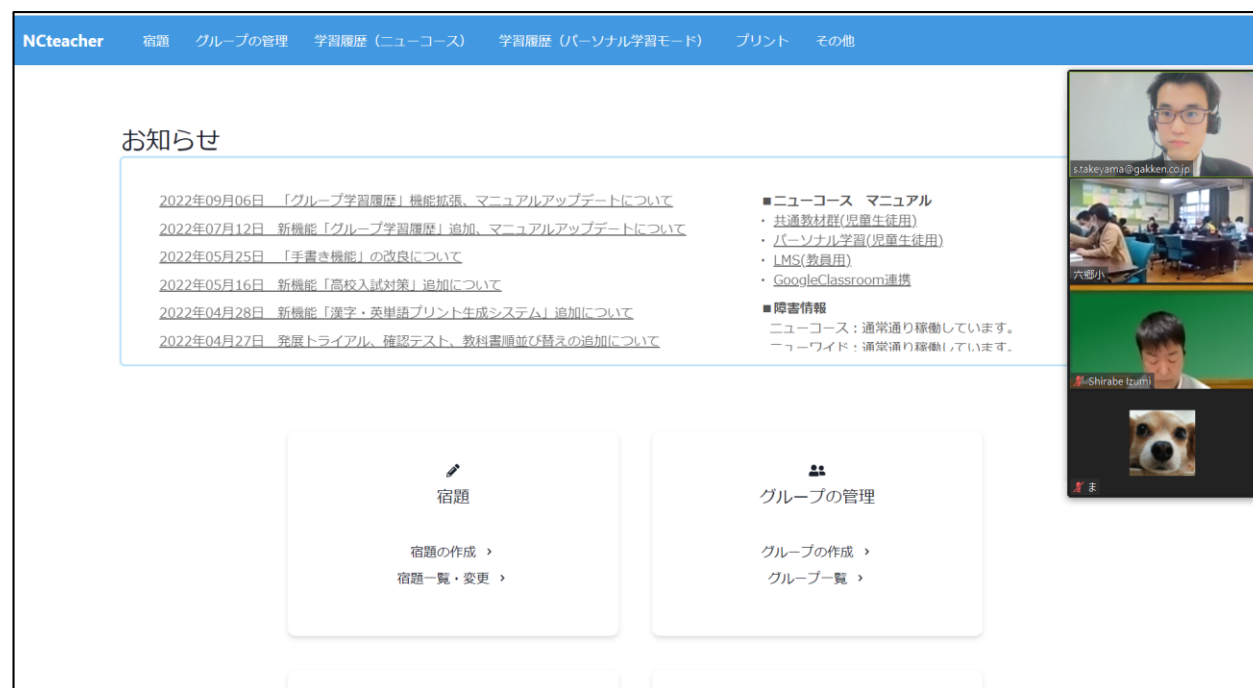 NCteacher 宿題 グループの管理 学習履歴（ニューコース） 学習履歴（パーソナル学習モード） プリント その他
お知らせ
2022年09月06日 「グループ学習履歴」機能拡張、マニュアルアップデートについて
2022年07月12日 新機能「グループ学習履歴」追加、マニュアルアップデートについて
2022年05月25日 「手書き機能」の改良について
2022年05月16日 新機能「高校入試対策」追加について
2022年04月28日 新機能「漢字・英単語プリント生成システム」追加について
2022年04月27日 発展トライアル、確認テスト、教科書順並び替えの追加について
■ニューコース マニュアル
・共通教材群(児童生徒用)
・パーソナル学習(児童生徒用)
・LMS(教員用)
・GoogleClassroom連携
■障害情報
ニューコース：通常通り稼働しています。
ニューワイド：通常通り稼働しています。
s.takeyama@gakken.co.jp
六郷小
Shirabe Izumi
ま
宿題
宿題の作成 ›
宿題一覧・変更 ›
グループの管理
グループの作成 ›
グループ一覧 ›